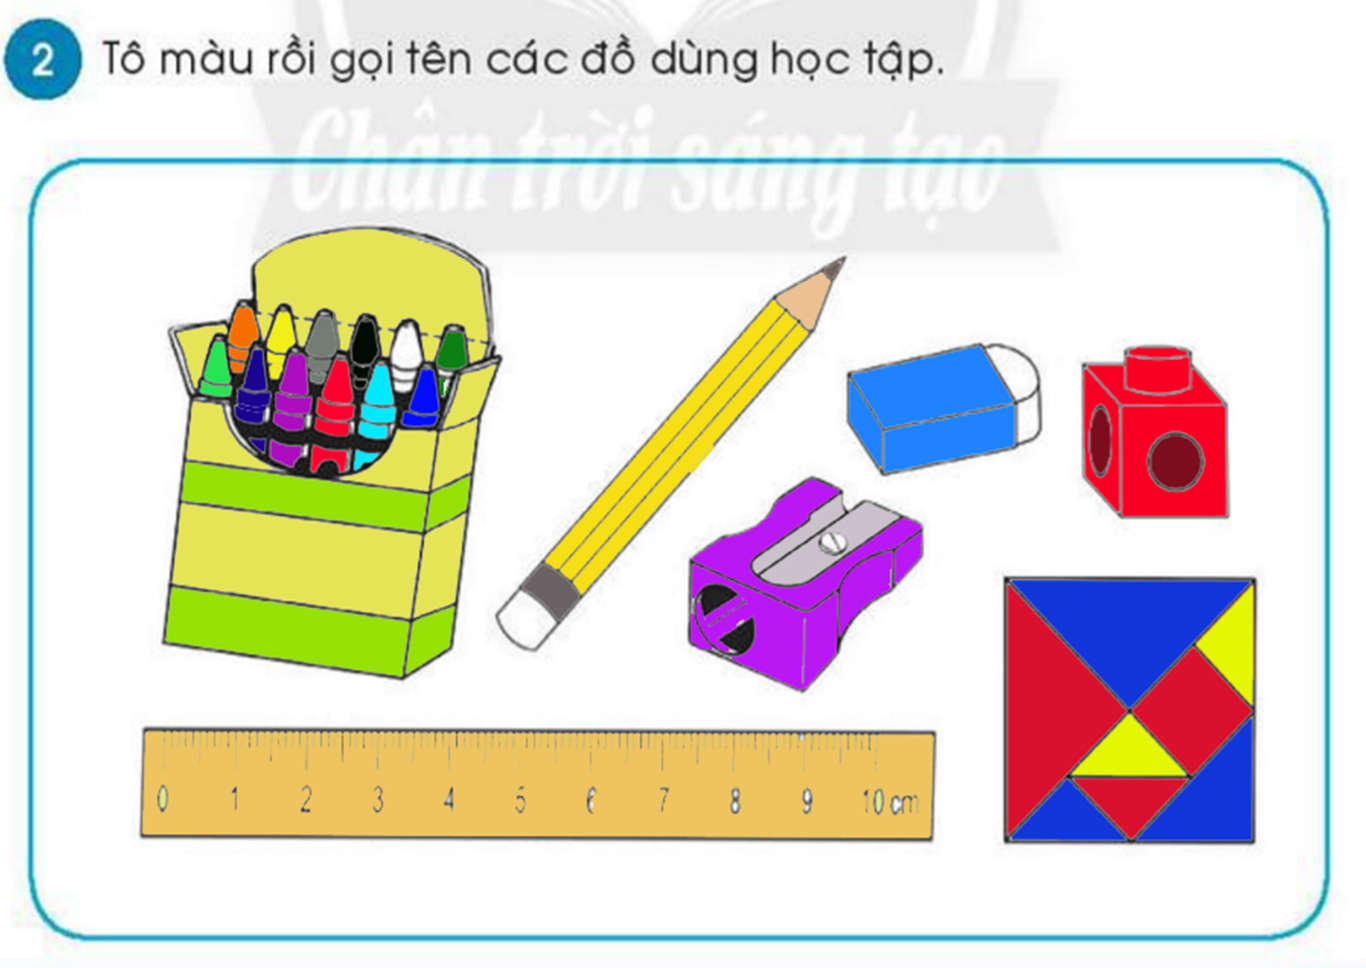 2 Tô màu rồi gọi tên các đồ dùng học tập.
Chân trời sáng tạo
0 1 2 3 4 5 6 7 8 9 10 cm